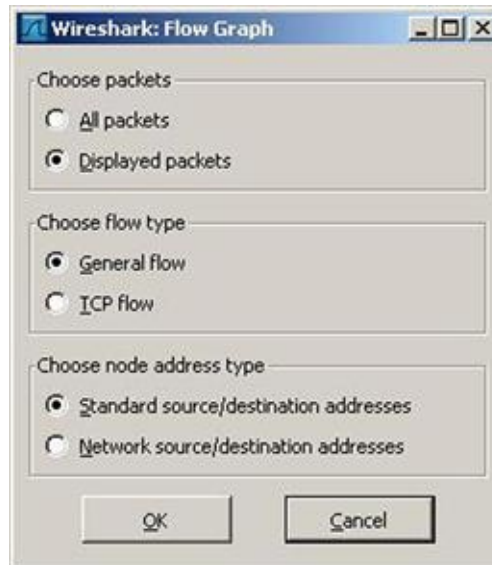 Wireshark: Flow Graph
Choose packets
All packets
Displayed packets
Choose flow type
General flow
TCP flow
Choose node address type
Standard source/destination addresses
Network source/destination addresses
OK
Cancel